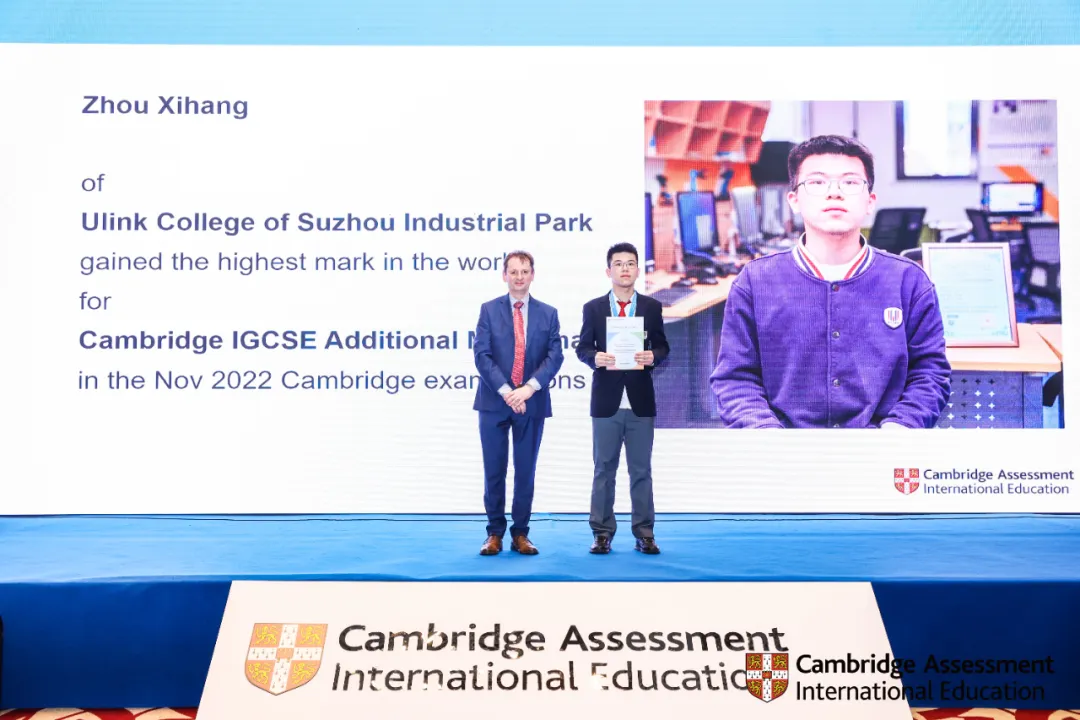 Zhou Xihang
of
Ulink College of Suzhou Industrial Park
gained the highest mark in the
for
Cambridge IGCSE Additional
in the Nov 2022 Cambridge
Cambridge Assessment
International Education
Cambridge Assessment
International Education
Cambridge Assessment
International Education